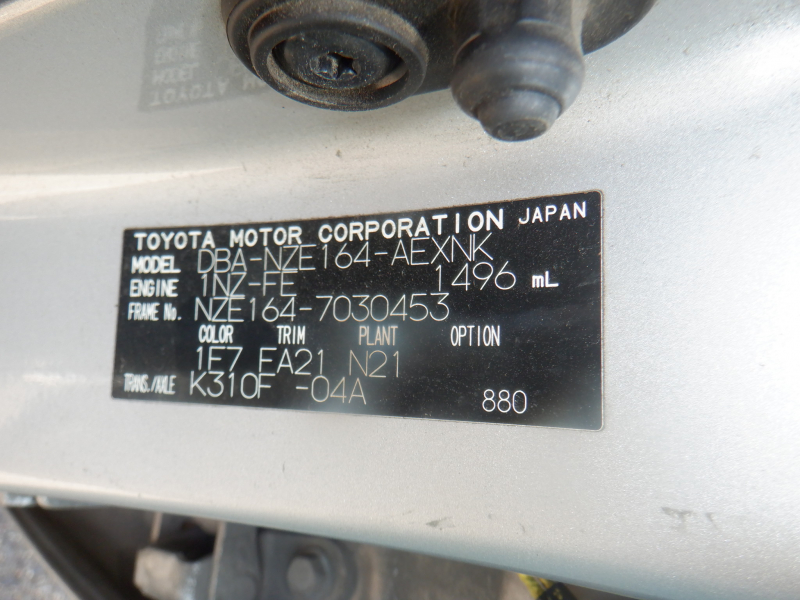 TOYOTA MOTOR CORPORATION JAPAN
MODEL DBA-NZE164-AEXNK
ENGINE 1NZ-FE 1496 mL
FRAME No. NZE164-7030453
COLOR TRIM PLANT OPTION
1E7 EA21 N21
TRANS./AXLE K310F -04A
880